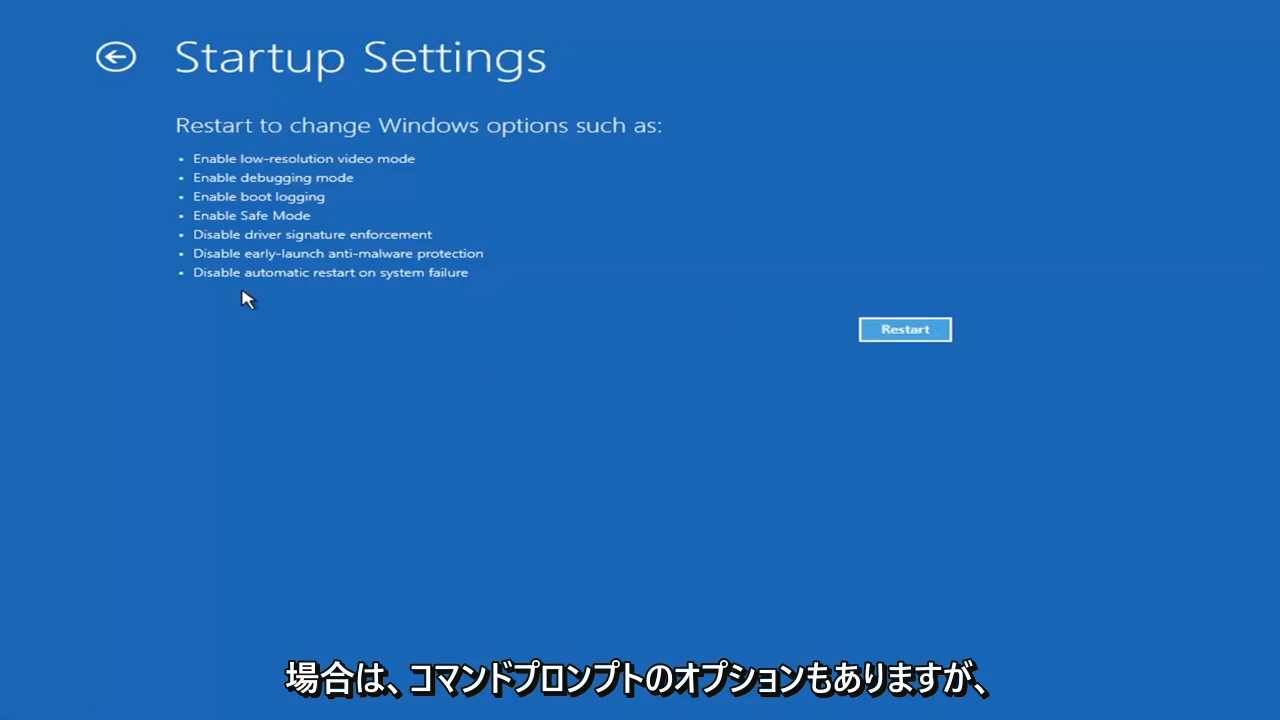 Startup Settings
Restart to change Windows options such as:
• Enable low-resolution video mode
• Enable debugging mode
• Enable boot logging
• Enable Safe Mode
• Disable driver signature enforcement
• Disable early-launch anti-malware protection
• Disable automatic restart on system failure
Restart
場合は、コマンドプロンプトのオプションもありますが、